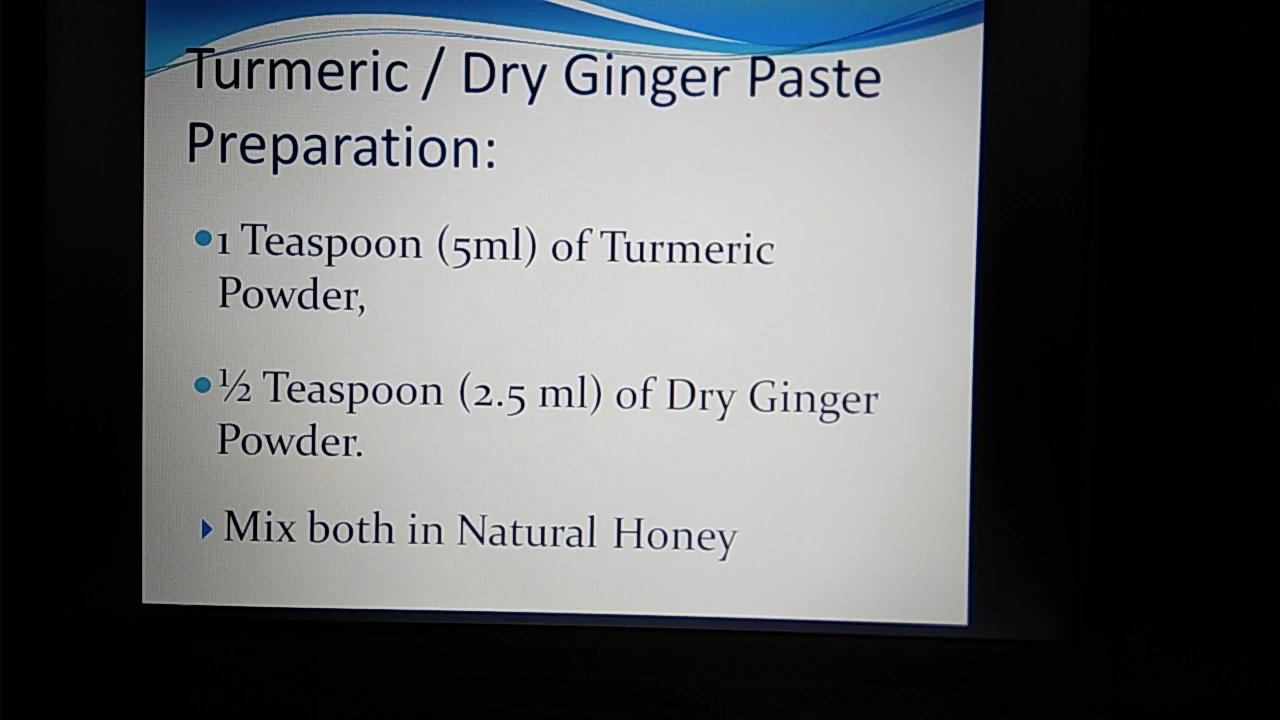 Turmeric / Dry Ginger Paste
Preparation:
1 Teaspoon (5ml) of Turmeric
Powder,
½ Teaspoon (2.5 ml) of Dry Ginger
Powder.
Mix both in Natural Honey